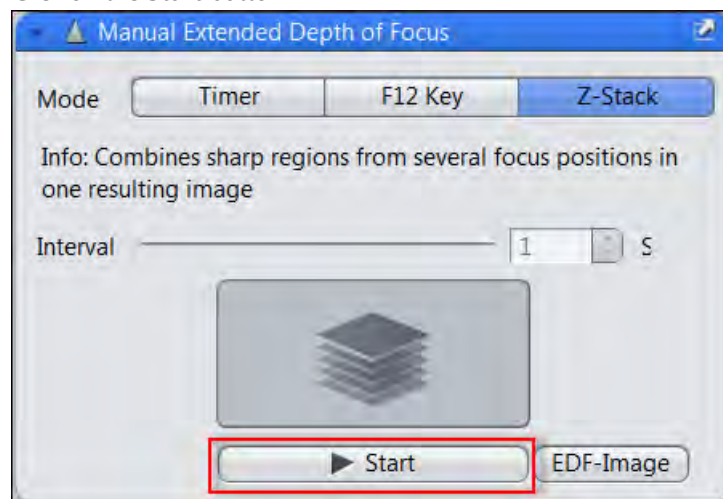 Manual Extended Depth of Focus
Mode Timer F12 Key Z-Stack
Info: Combines sharp regions from several focus positions in
one resulting image
Interval 1 S
Start EDF-Image